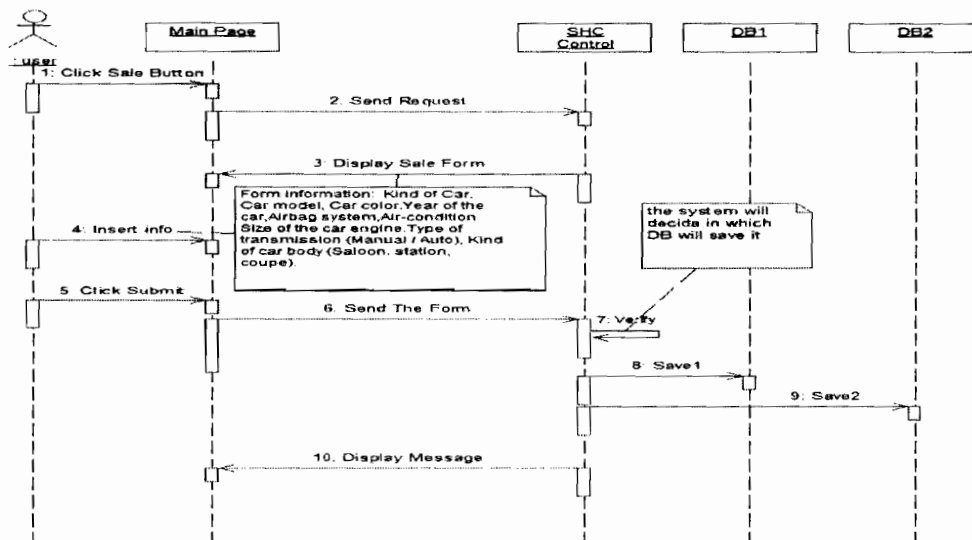 Main Page
SHC
Control
DB1
DB2
: user
1: Click Sale Button
2. Send Request
3: Display Sale Form
Form information: Kind of Car,
Car model, Car color.Year of the
car,Airbag system,Air-condition
Size of the car engine.Type of
transmission (Manual / Auto), Kind
of car body (Saloon, station,
coupe).
the system will
decide in which
DB will save it
4: Insert info
5 Click Submit
6. Send The Form
7: Verify
8: Save1
9: Save2
10. Display Message